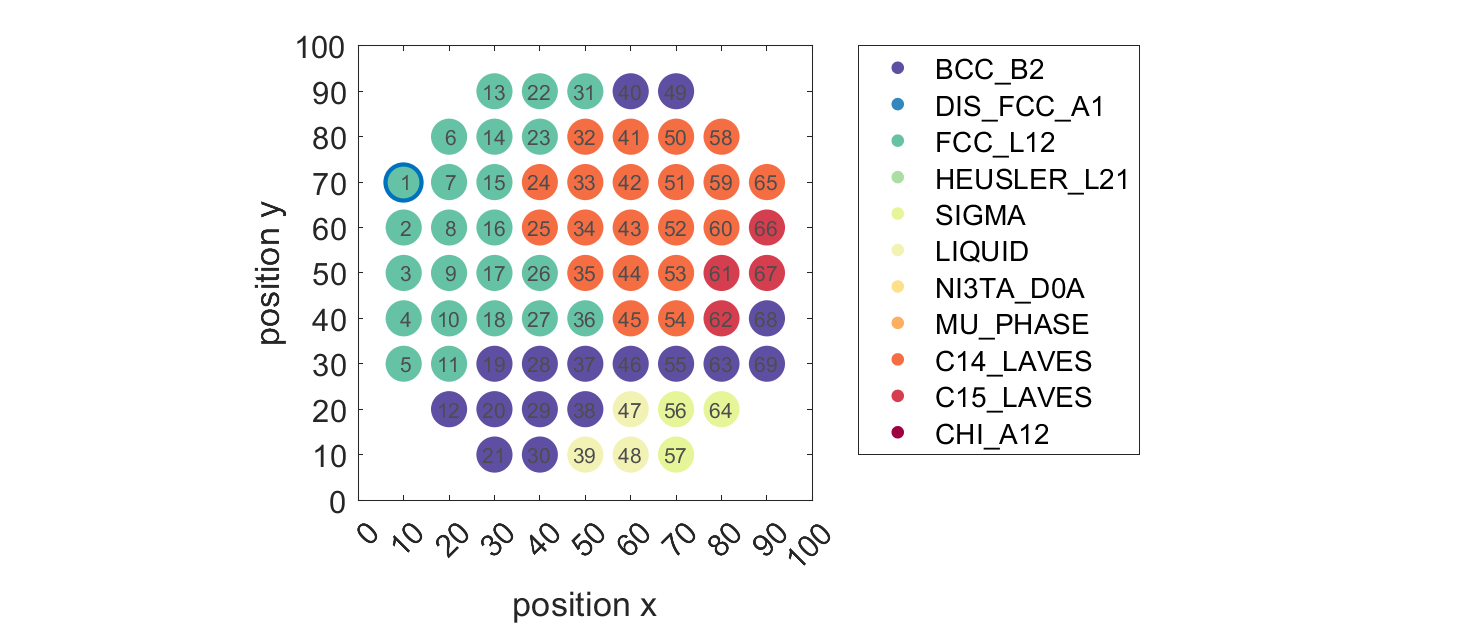 100
90
80
70
60
50
40
30
20
10
0
position y
13 22 31 40 49
6 14 23 32 41 50 58
1 7 15 24 33 42 51 59 65
2 8 16 25 34 43 52 60 66
3 9 17 26 35 44 53 61 67
4 10 18 27 36 45 54 62 68
5 11 19 28 37 46 55 63 69
12 20 29 38 47 56 64
21 30 39 48 57
0 10 20 30 40 50 60 70 80 90 100
position x
BCC_B2
DIS_FCC_A1
FCC_L12
HEUSLER_L21
SIGMA
LIQUID
NI3TA_D0A
MU_PHASE
C14_LAVES
C15_LAVES
CHI_A12